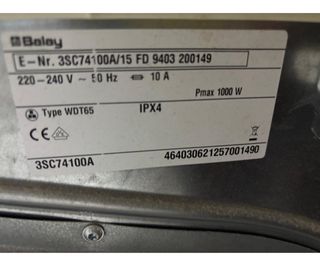 Balay
E-Nr. 3SC74100A/15 FD 9403 200149
220-240 V ~ 50 Hz 10 A
Pmax 1000 W
Type WDT65 IPX4
CE
3SC74100A
464030621257001490